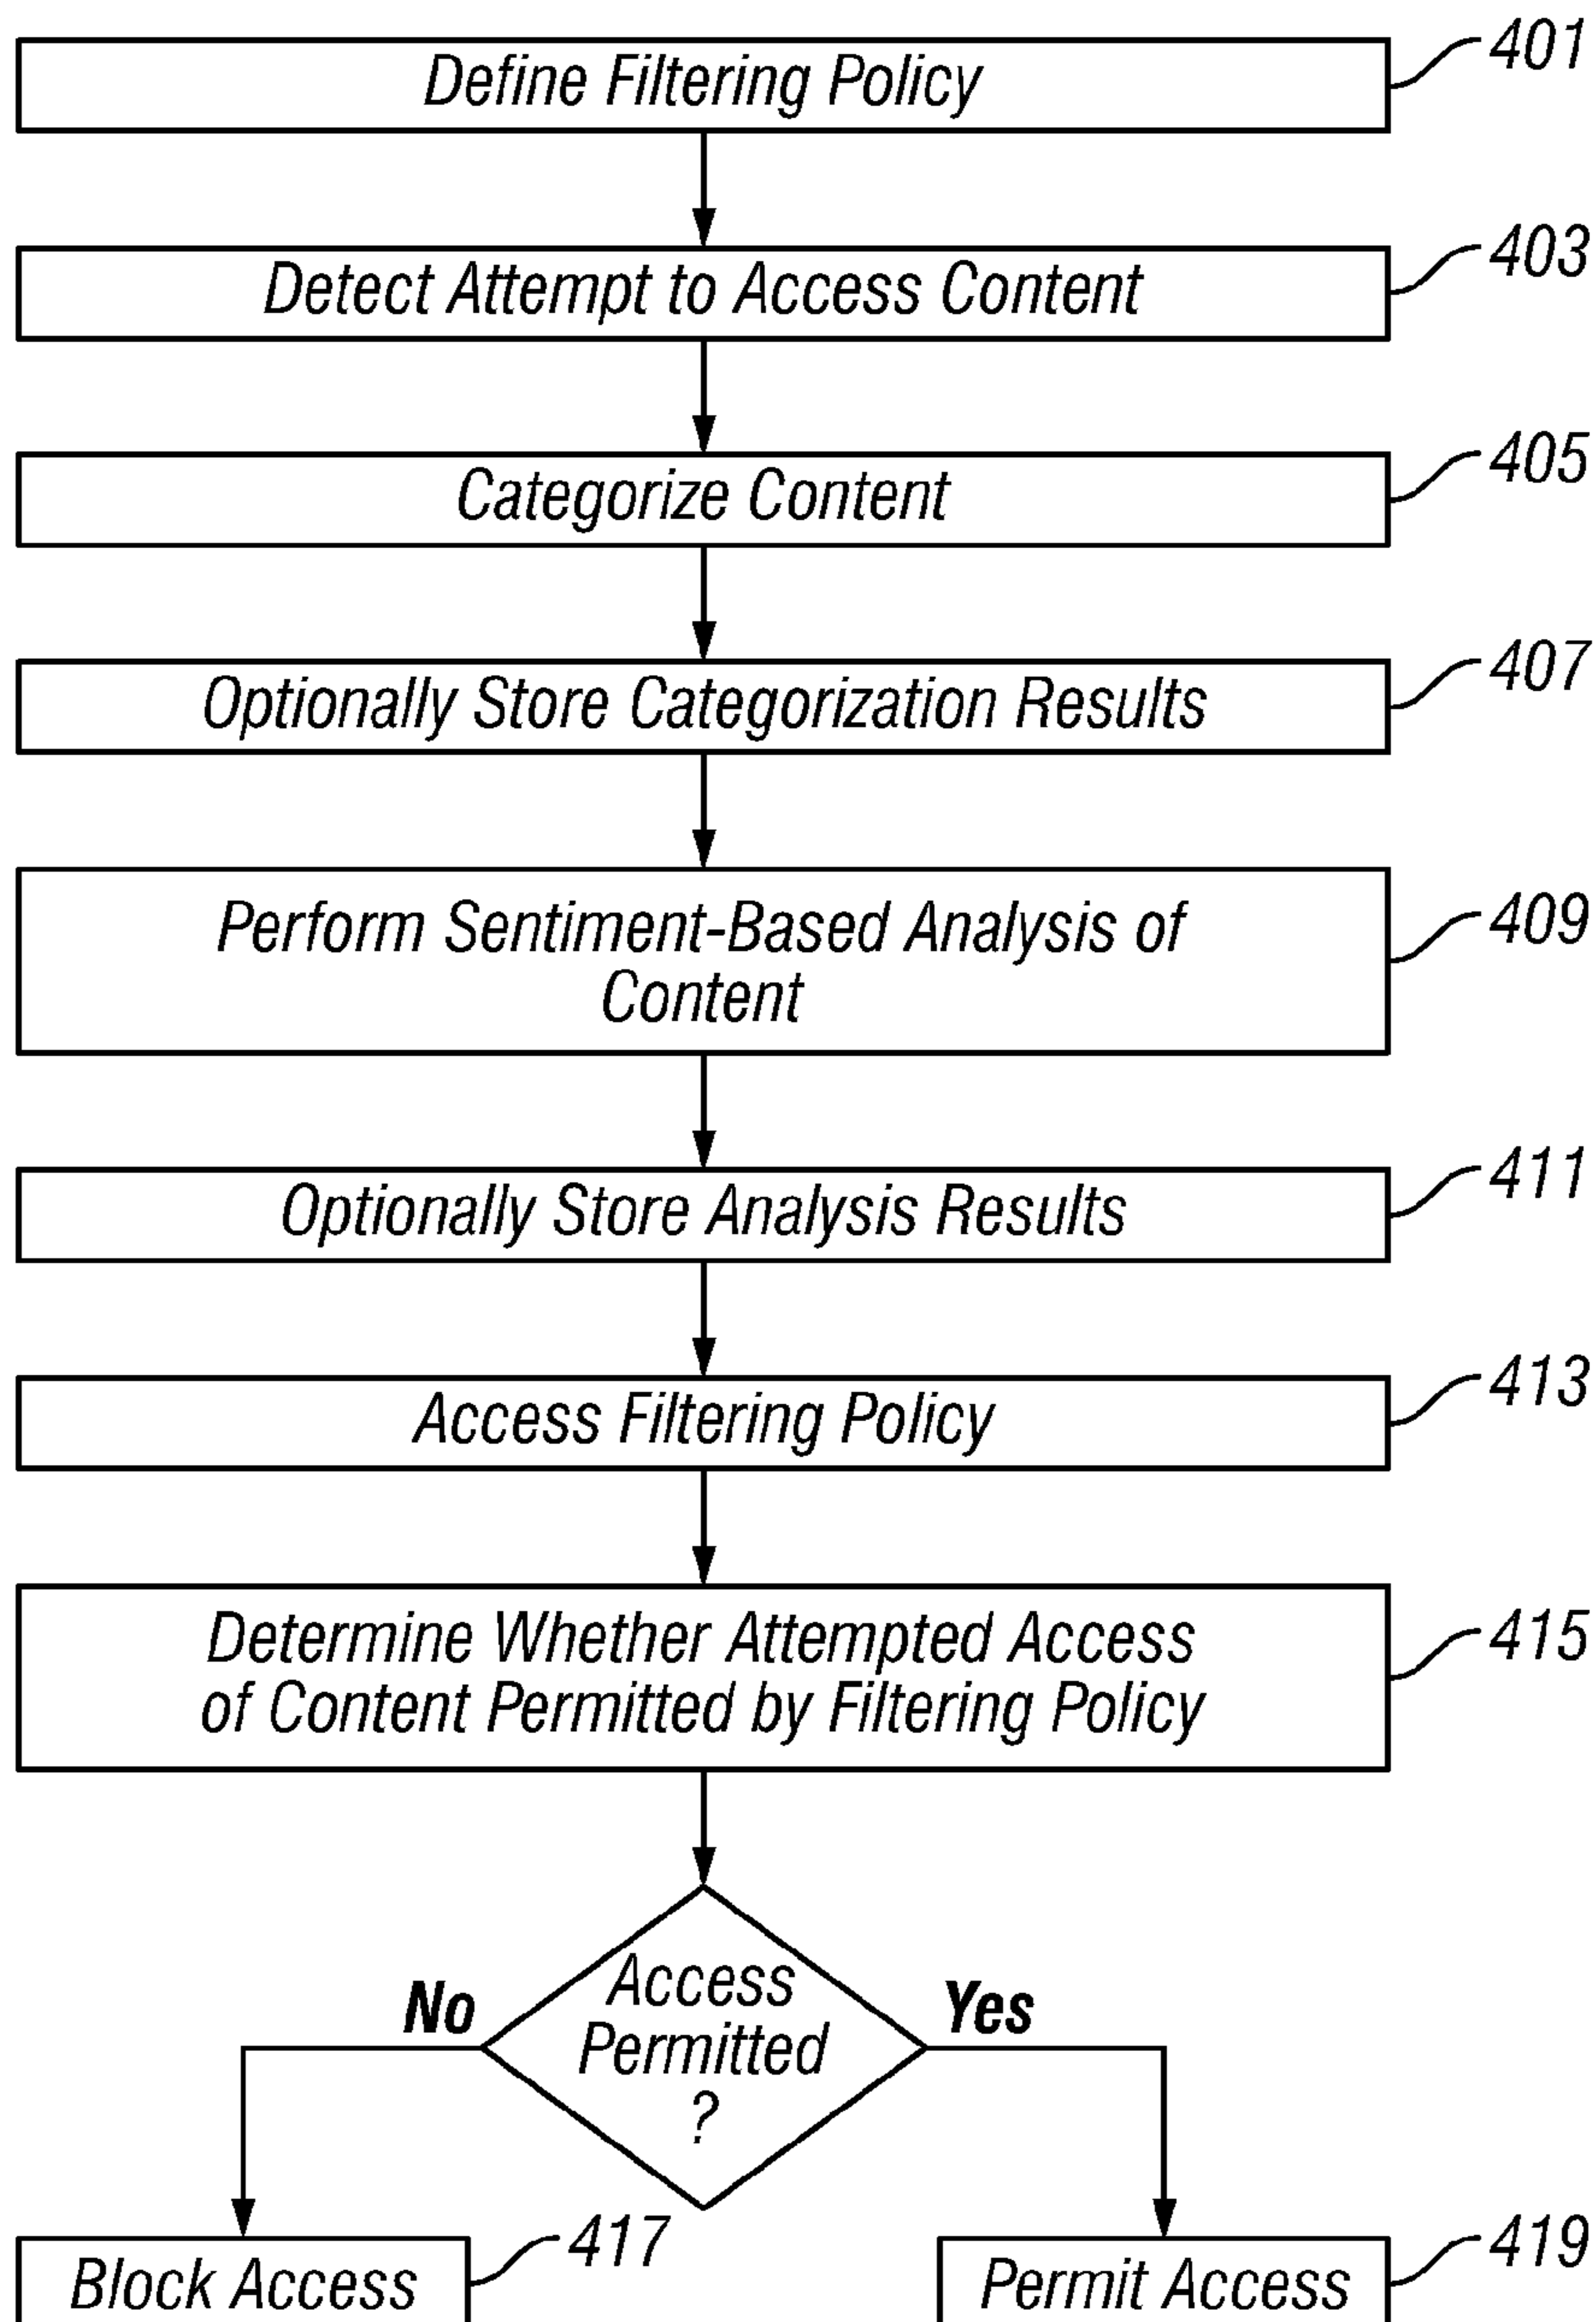 401
Define Filtering Policy
403
Detect Attempt to Access Content
405
Categorize Content
407
Optionally Store Categorization Results
409
Perform Sentiment-Based Analysis of
Content
411
Optionally Store Analysis Results
413
Access Filtering Policy
415
Determine Whether Attempted Access
of Content Permitted by Filtering Policy
Access
No
Yes
Permitted
?
417
419
Block Access
Permit Access